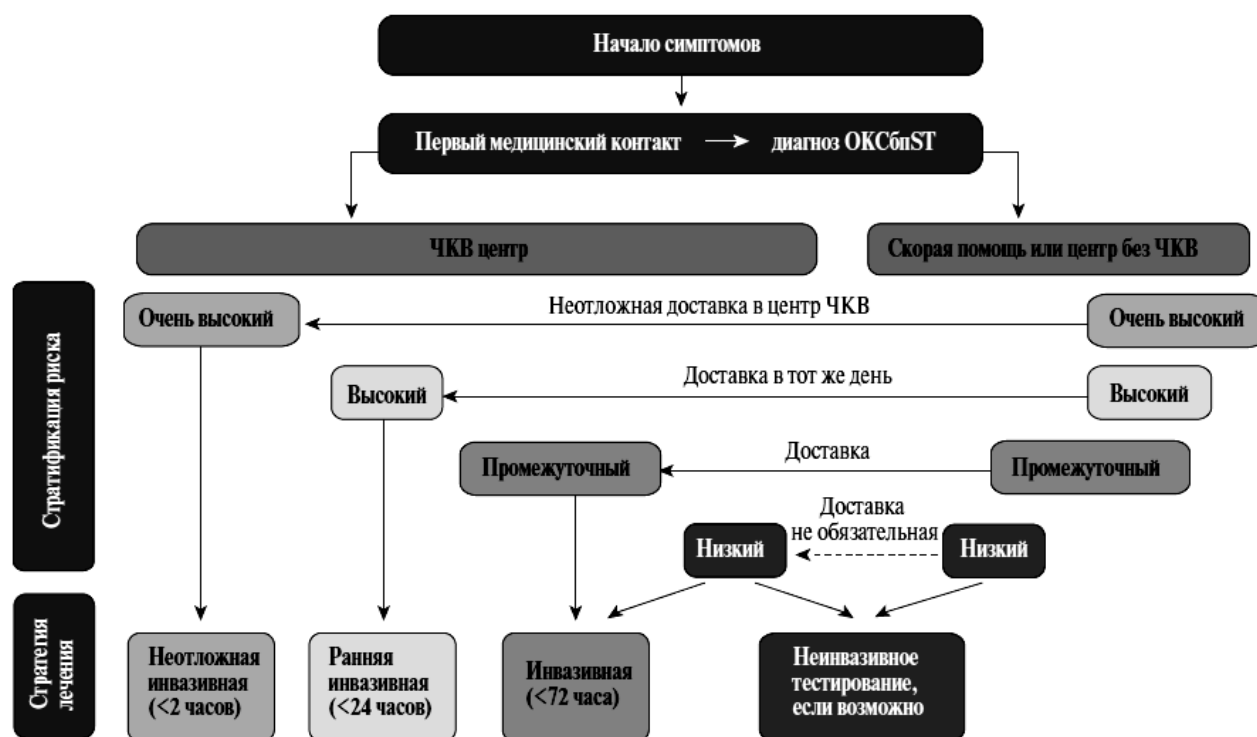 Начало симптомов
Первый медицинский контакт → диагноз ОКСбпST
ЧКВ центр
Скорая помощь или центр без ЧКВ
Стратификация риска
Очень высокий
Неотложная доставка в центр ЧКВ
Очень высокий
Высокий
Доставка в тот же день
Высокий
Промежуточный
Доставка
Промежуточный
Низкий
Доставка
не обязательная
Низкий
Стратегия
лечения
Неотложная
инвазивная
(<2 часов)
Ранняя
инвазивная
(<24 часов)
Инвазивная
(<72 часа)
Неинвазивное
тестирование,
если возможно